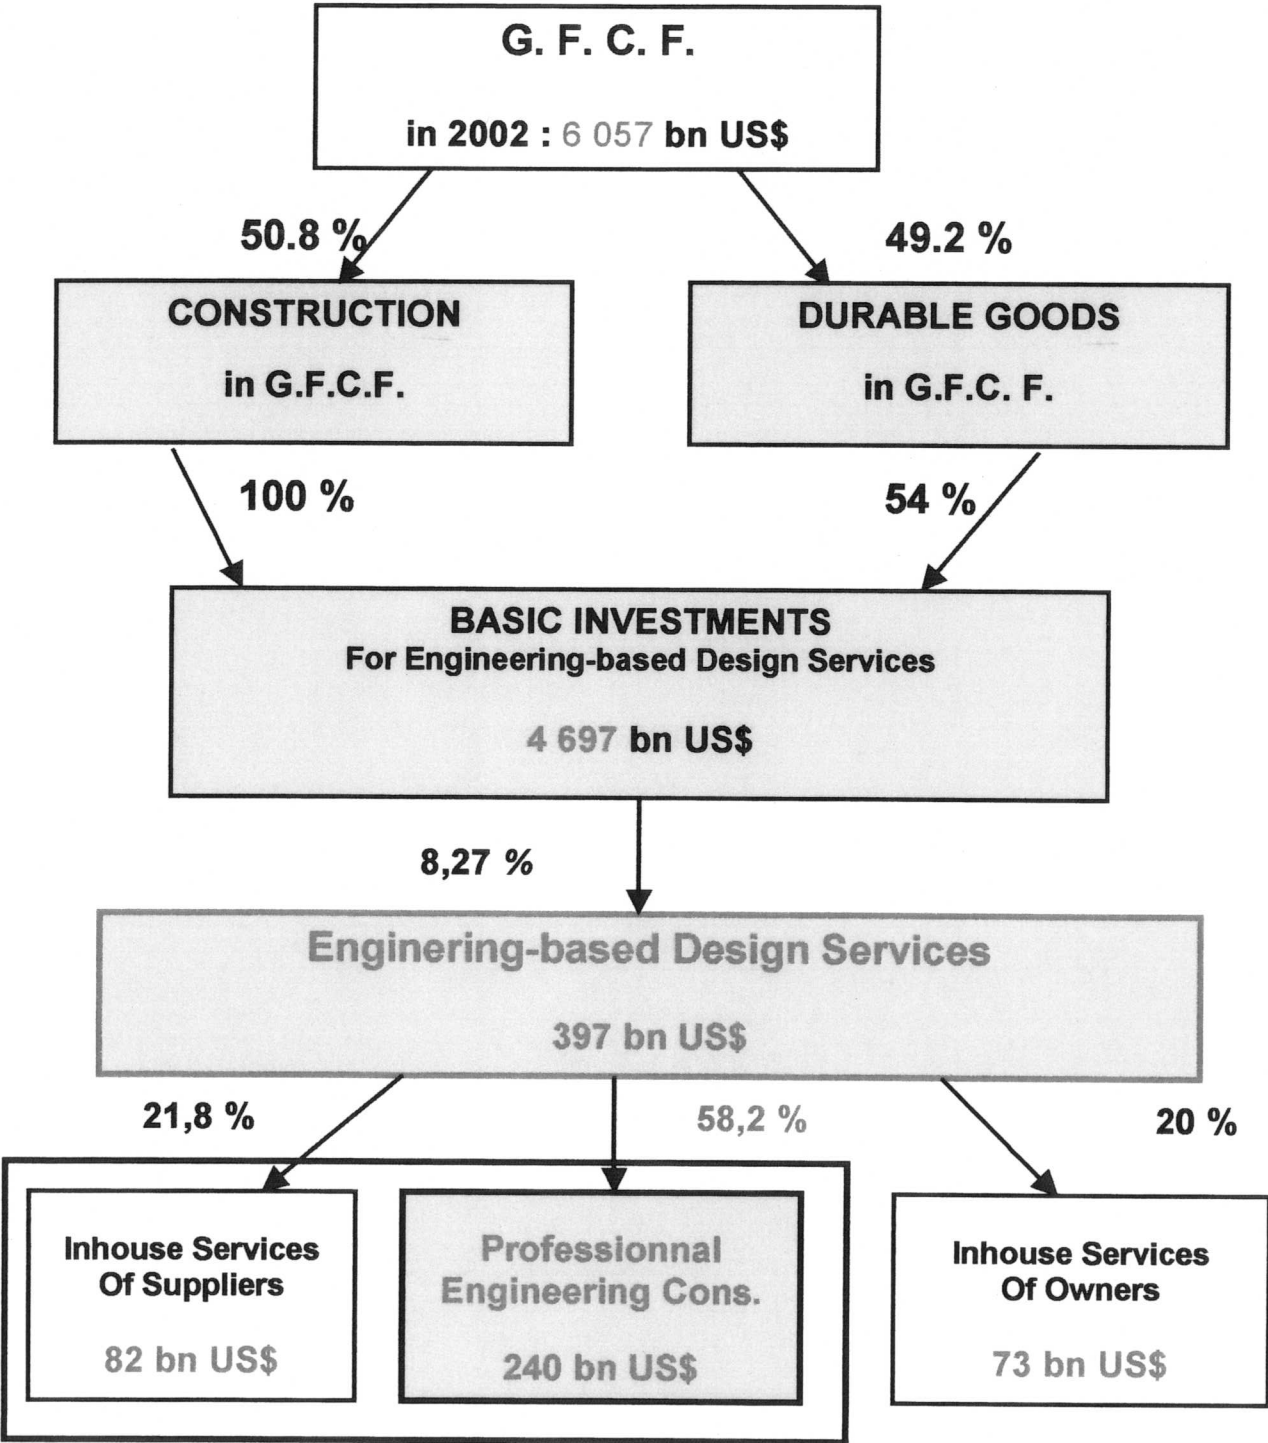 G. F. C. F.
in 2002 : 6 057 bn US$
50.8 %
49.2 %
CONSTRUCTION
in G.F.C.F.
DURABLE GOODS
in G.F.C. F.
100 %
54 %
BASIC INVESTMENTS
For Engineering-based Design Services
4 697 bn US$
8,27 %
Enginering-based Design Services
397 bn US$
21,8 %
58,2 %
20 %
Inhouse Services
Of Suppliers
82 bn US$
Professionnal
Engineering Cons.
240 bn US$
Inhouse Services
Of Owners
73 bn US$